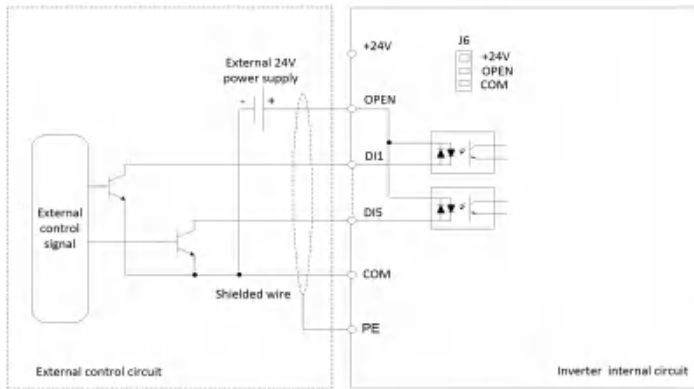 +24V
J6
+24V
OPEN
COM
External 24V
power supply
- +
OPEN
DI1
External
control
signal
DI5
COM
Shielded wire
PE
External control circuit
Inverter internal circuit